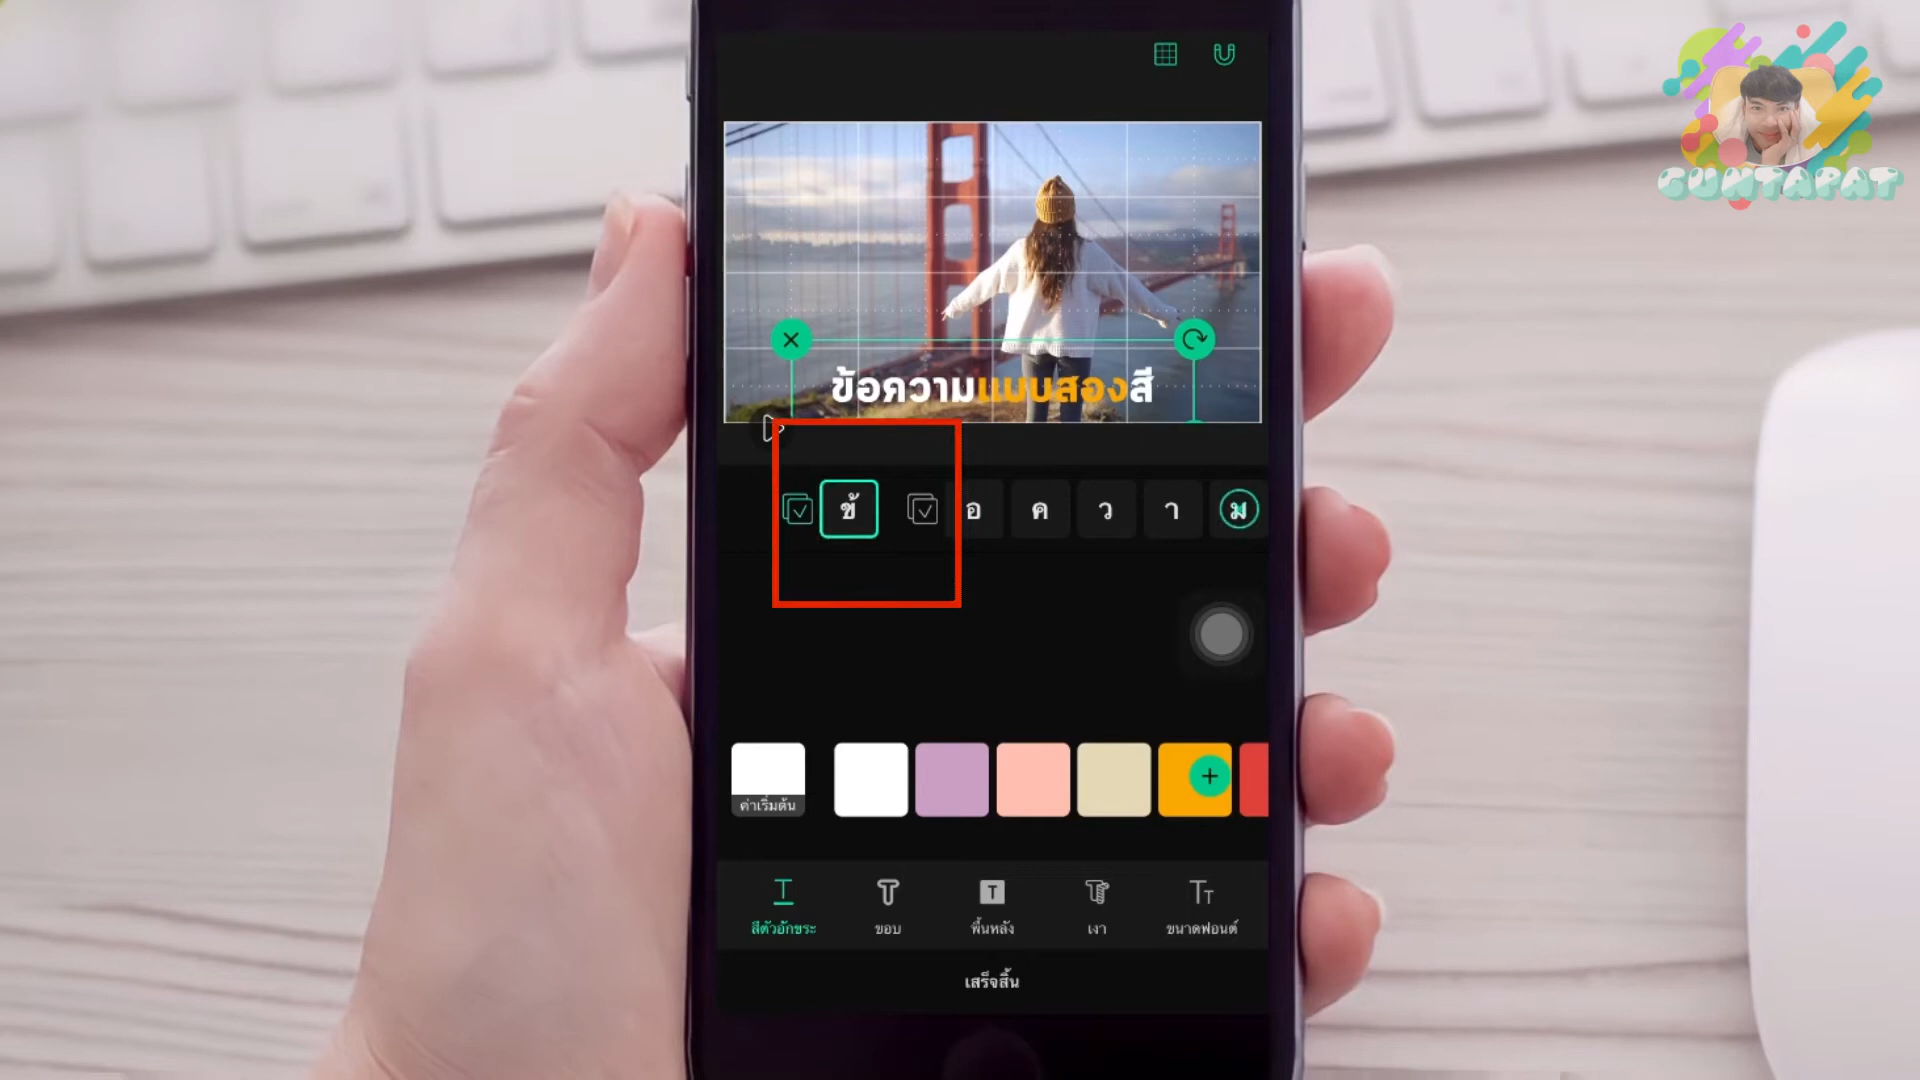 GUNTAPAT
ข้อความแบบสองสี
ข้ อ ค ว า ม
ค่าเริ่มต้น
สีตัวอักขระ ขอบ พื้นหลัง เงา ขนาดฟอนต์
เสร็จสิ้น